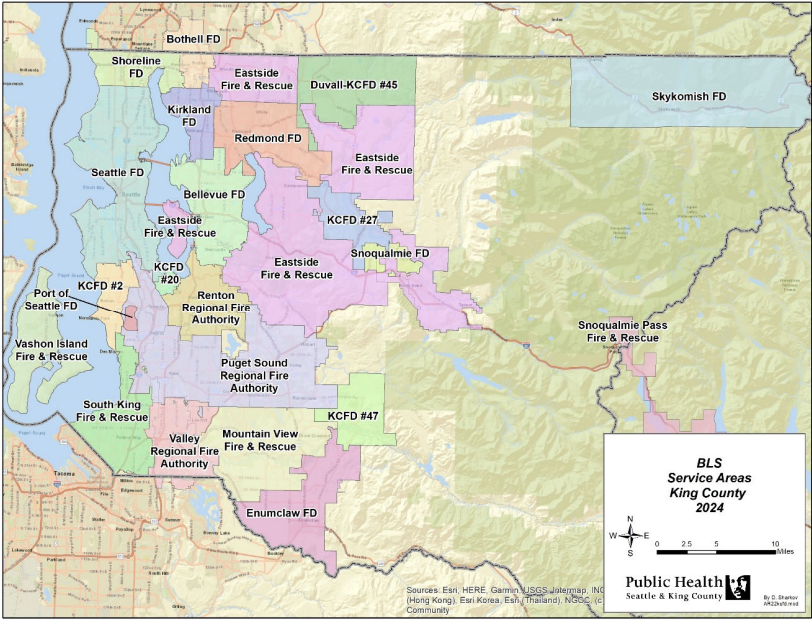 Bothell FD
Shoreline
FD
Eastside
Fire & Rescue
Duvall-KCFD #45
Skykomish FD
Kirkland
FD
Redmond FD
Eastside
Fire & Rescue
Seattle FD
Bellevue FD
Eastside
Fire & Rescue
KCFD #27
Snoqualmie FD
Eastside
Fire & Rescue
KCFD
#20
KCFD #2
Port of
Seattle FD
Renton
Regional Fire
Authority
Snoqualmie Pass
Fire & Rescue
Vashon Island
Fire & Rescue
Puget Sound
Regional Fire
Authority
South King
Fire & Rescue
KCFD #47
Valley
Regional Fire
Authority
Mountain View
Fire & Rescue
Enumclaw FD
Tacoma
BLS
Service Areas
King County
2024
N
W E
S
0 2.5 5 10
Miles
Public Health
Seattle & King County
By D. Sharkov
Sources: Esri, HERE, Garmin, USGS, Intermap, INC
(Hong Kong), Esri Korea, Esri (Thailand), NGCC, (c
Community